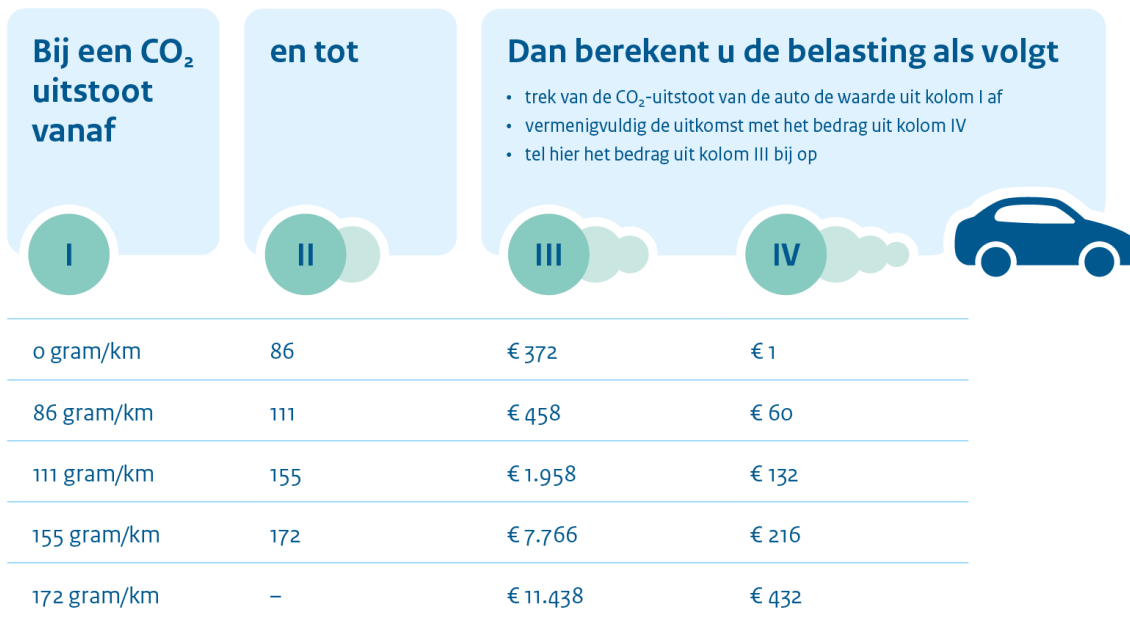 Bij een CO₂
uitstoot
vanaf
en tot
Dan berekent u de belasting als volgt
• trek van de CO₂-uitstoot van de auto de waarde uit kolom I af
• vermenigvuldig de uitkomst met het bedrag uit kolom IV
• tel hier het bedrag uit kolom III bij op
I II III IV
0 gram/km 86 € 372 € 1
86 gram/km 111 € 458 € 60
111 gram/km 155 € 1.958 € 132
155 gram/km 172 € 7.766 € 216
172 gram/km – € 11.438 € 432